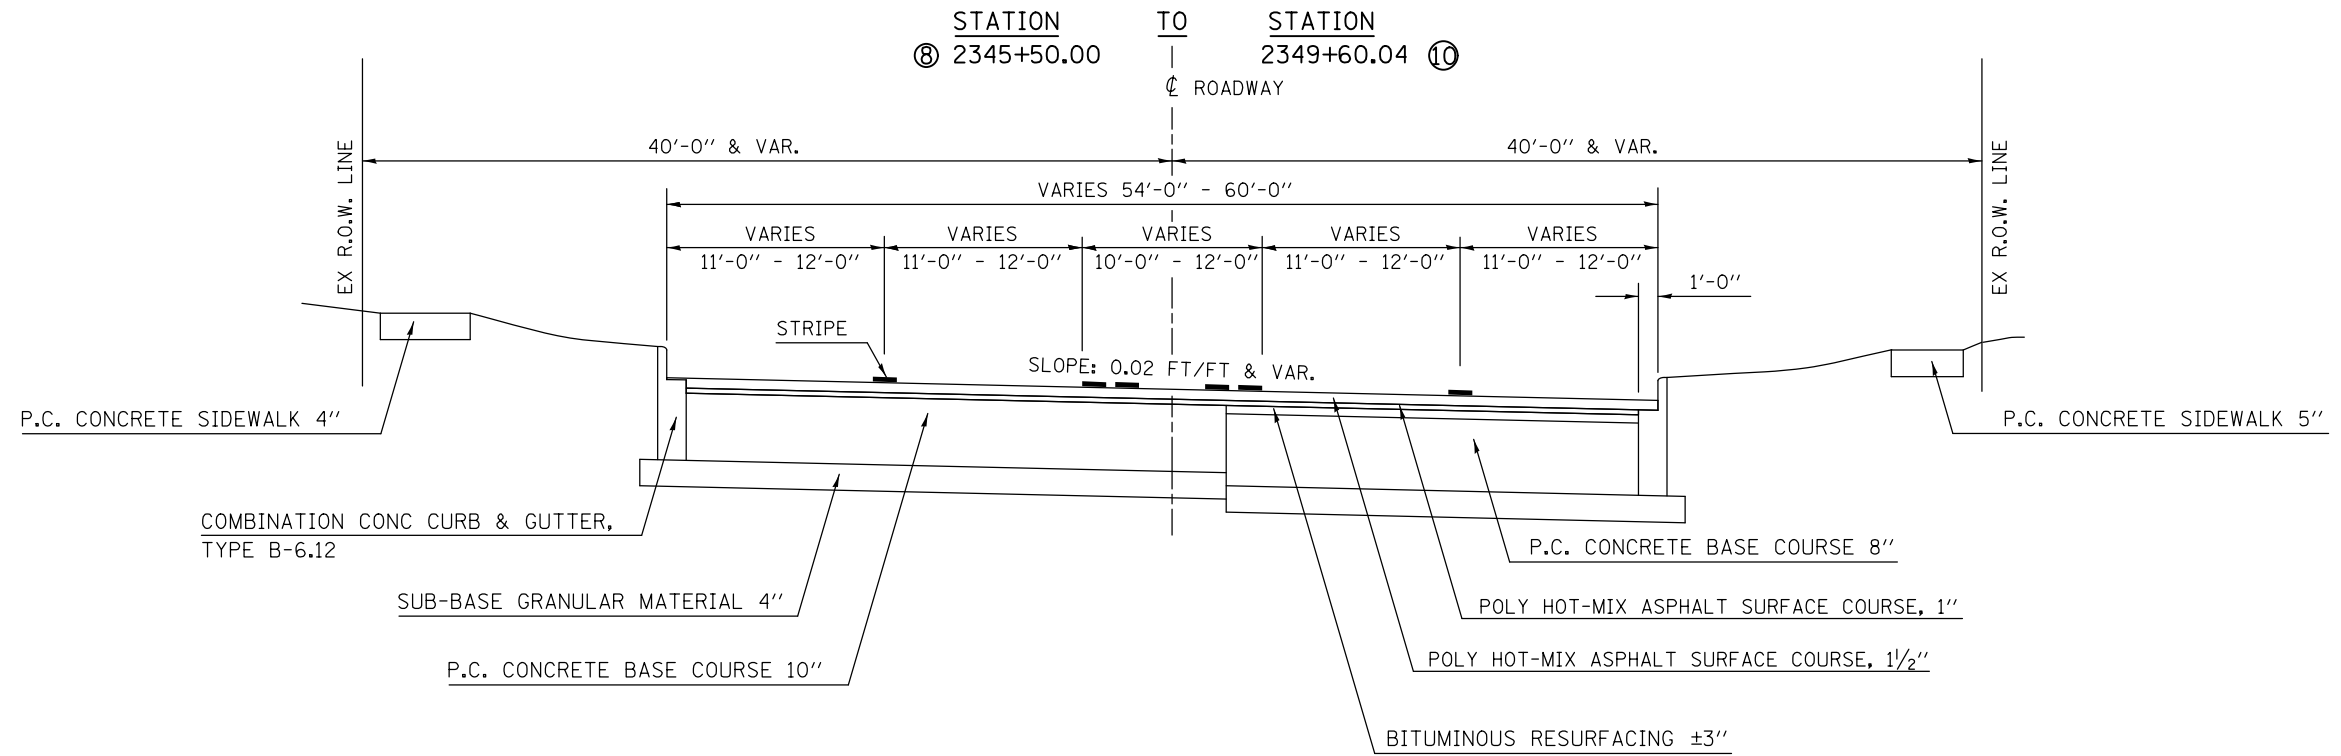 STATION TO STATION
⑧ 2345+50.00 2349+60.04 ⑩
℄ ROADWAY
EX R.O.W. LINE
40'-0" & VAR. 40'-0" & VAR.
EX R.O.W. LINE
VARIES 54'-0" - 60'-0"
VARIES VARIES VARIES VARIES VARIES
11'-0" - 12'-0" 11'-0" - 12'-0" 10'-0" - 12'-0" 11'-0" - 12'-0" 11'-0" - 12'-0"
1'-0"
STRIPE
SLOPE: 0.02 FT/FT & VAR.
P.C. CONCRETE SIDEWALK 4" P.C. CONCRETE SIDEWALK 5"
COMBINATION CONC CURB & GUTTER,
TYPE B-6.12
P.C. CONCRETE BASE COURSE 8"
SUB-BASE GRANULAR MATERIAL 4"
POLY HOT-MIX ASPHALT SURFACE COURSE, 1"
POLY HOT-MIX ASPHALT SURFACE COURSE, 1½"
P.C. CONCRETE BASE COURSE 10"
BITUMINOUS RESURFACING ±3"